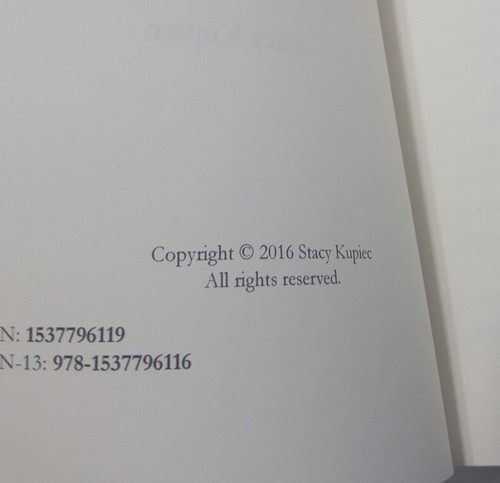 Copyright © 2016 Stacy Kupiec
All rights reserved.
N: 1537796119
N-13: 978-1537796116